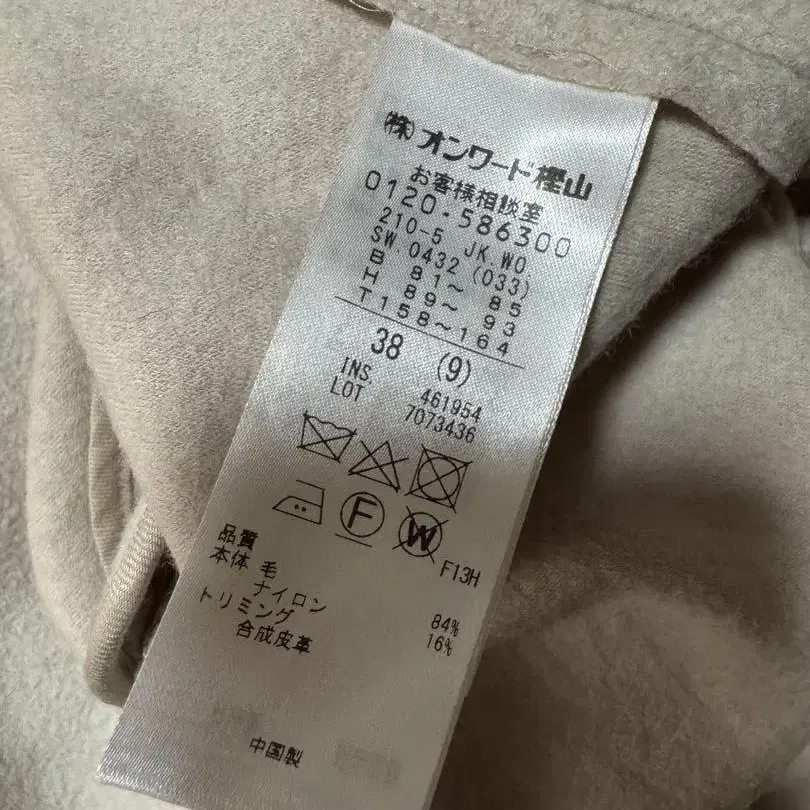 (株)オンワード樫山
お客様相談室
0120・586300
210-5 JK.WO
SW.0432 (033)
B 81〜 85
H 89〜 93
T158〜164
38 (9)
INS. 461954
LOT 7073436
F
W
F13H
品質
本体 毛 84%
ナイロン 16%
トリミング
合成皮革
中国製